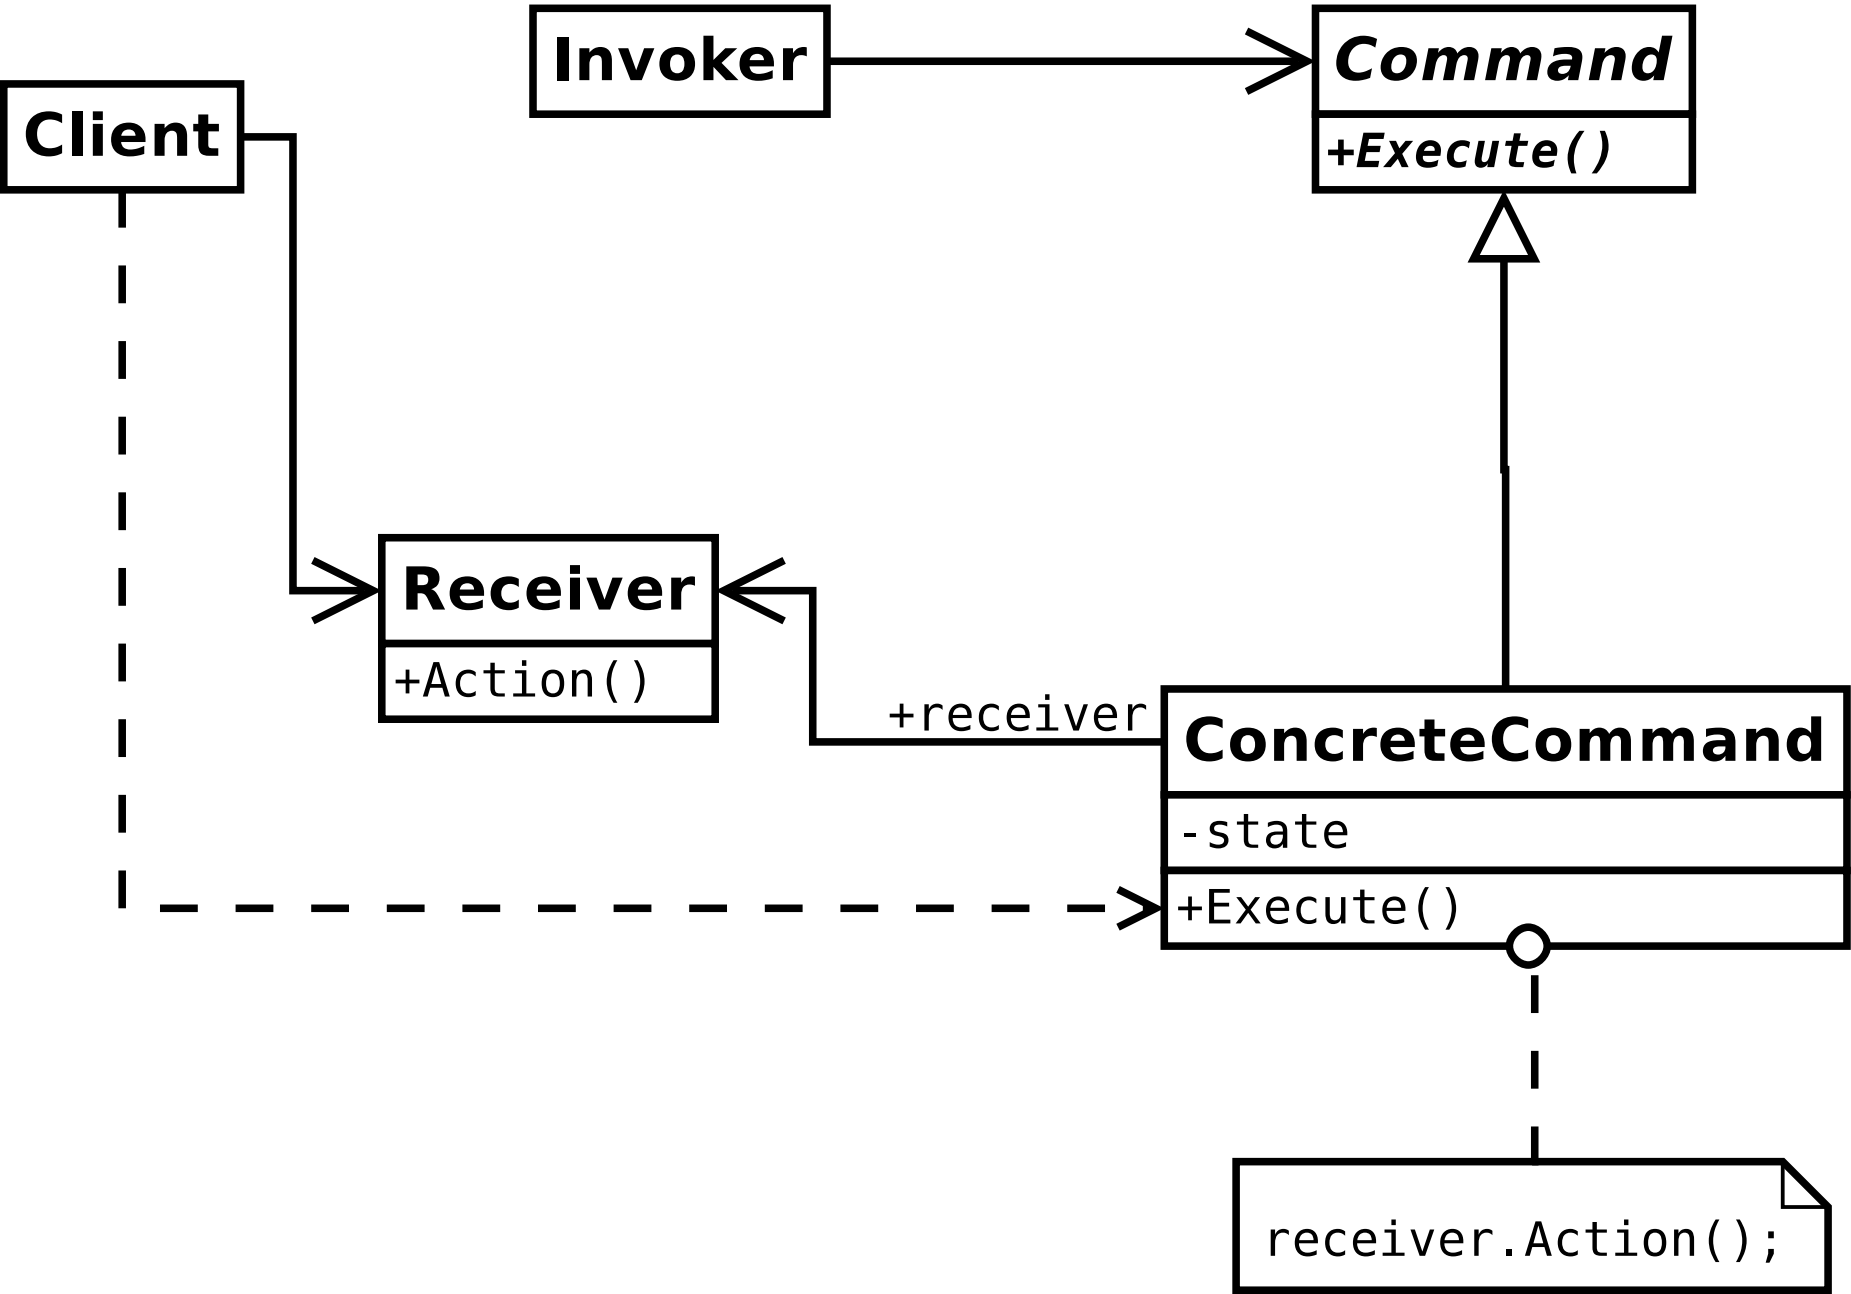 Invoker
Command
+Execute()
Client
Receiver
+Action()
+receiver
ConcreteCommand
-state
+Execute()
receiver.Action();